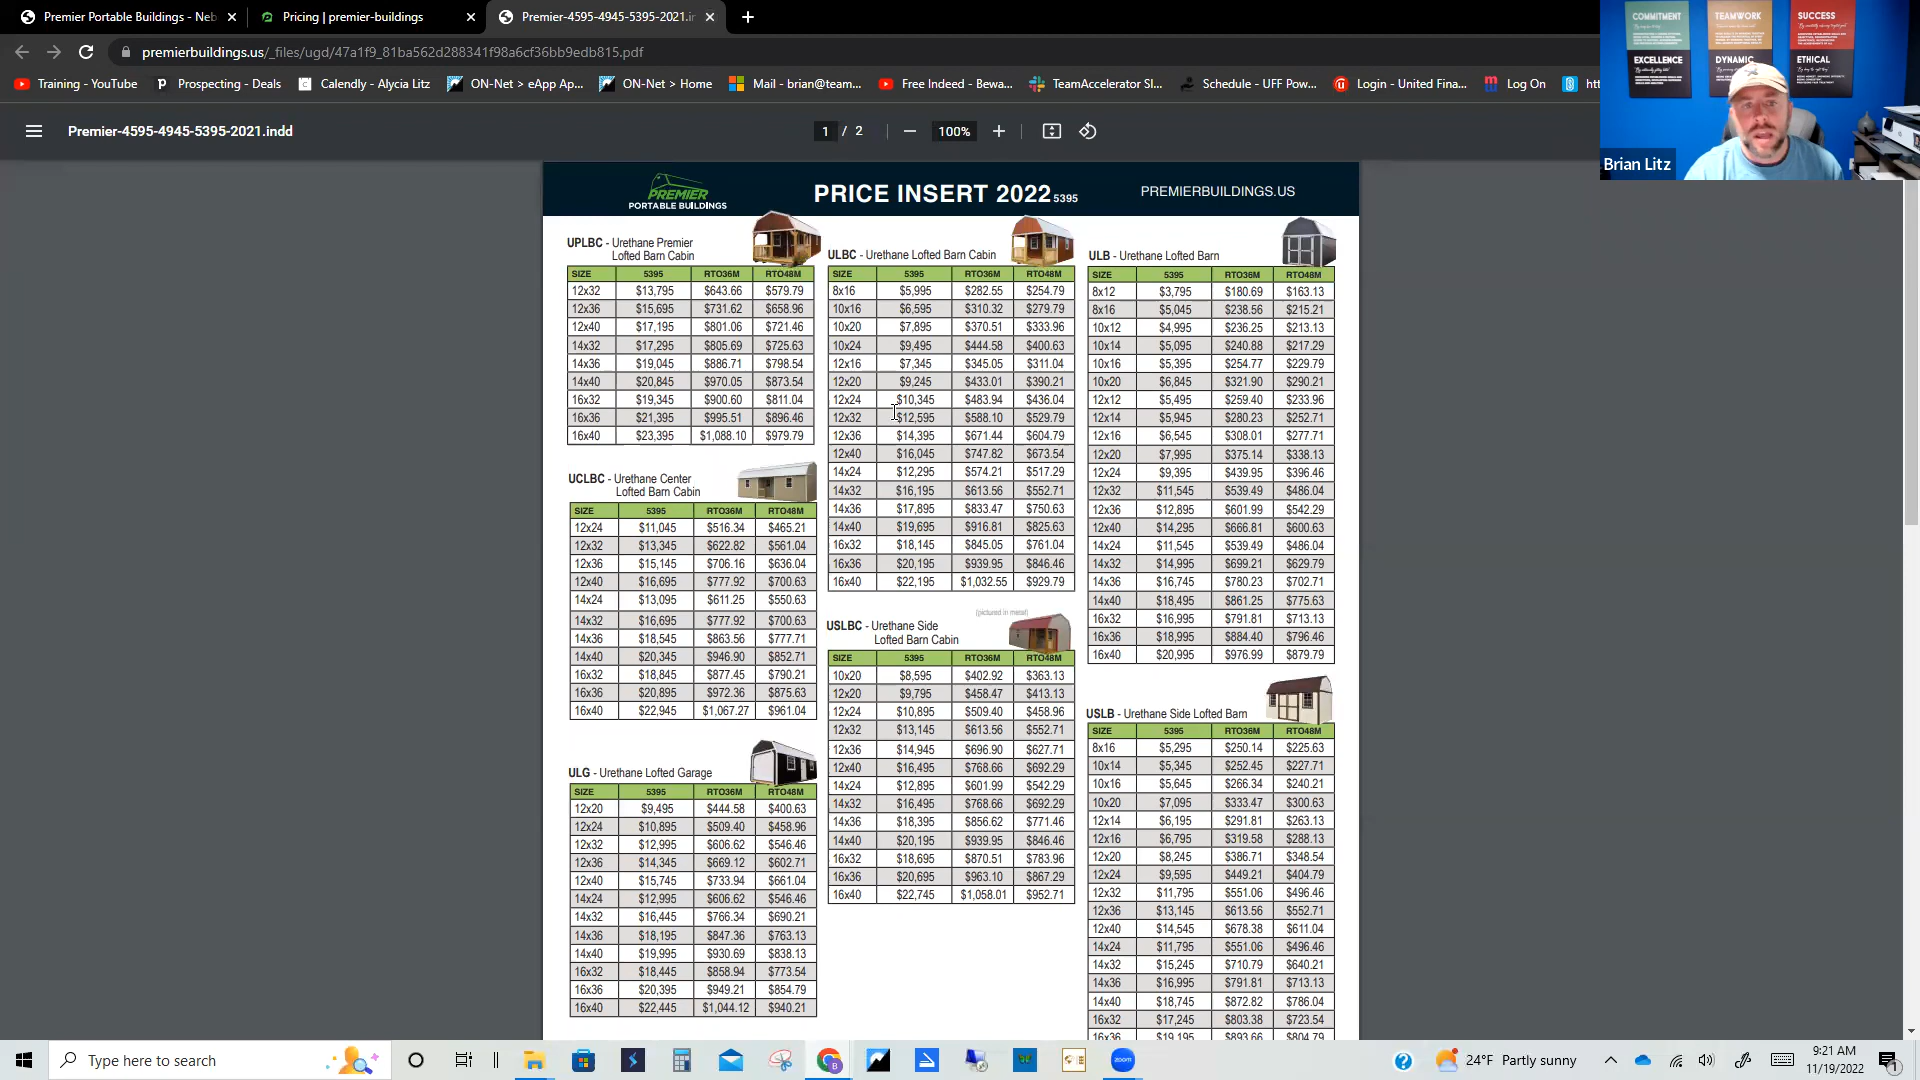 Premier Portable Buildings - Neb
Pricing | premier-buildings
Premier-4595-4945-5395-2021.in
premierbuildings.us/_files/ugd/47a1f9_81ba562d288341f98a6cf36bb9edb815.pdf
Training - YouTube
Prospecting - Deals
Calendly - Alycia Litz
ON-Net > eApp Ap...
ON-Net > Home
Mail - brian@team...
Free Indeed - Bewa...
TeamAccelerator Sl...
Schedule - UFF Pow...
Login - United Fina...
Log On
htt
COMMITMENT
TEAMWORK
SUCCESS
EXCELLENCE
DYNAMIC
ETHICAL
Brian Litz
Premier-4595-4945-5395-2021.indd
1 / 2
100%
PREMIER
PORTABLE BUILDINGS
PRICE INSERT 2022 5395
PREMIERBUILDINGS.US
UPLBC - Urethane Premier
Lofted Barn Cabin
SIZE 5395 RTO36M RTO48M
12x32 $13,795 $643.66 $579.79
12x36 $15,695 $731.62 $658.96
12x40 $17,195 $801.06 $721.46
14x32 $17,295 $805.69 $725.63
14x36 $19,045 $886.71 $798.54
14x40 $20,845 $970.05 $873.54
16x32 $19,345 $900.60 $811.04
16x36 $21,395 $995.51 $896.46
16x40 $23,395 $1,088.10 $979.79
UCLBC - Urethane Center
Lofted Barn Cabin
SIZE 5395 RTO36M RTO48M
12x24 $11,045 $516.34 $465.21
12x32 $13,345 $622.82 $561.04
12x36 $15,145 $706.16 $636.04
12x40 $16,695 $777.92 $700.63
14x24 $13,095 $611.25 $550.63
14x32 $16,695 $777.92 $700.63
14x36 $18,545 $863.56 $777.71
14x40 $20,345 $946.90 $852.71
16x32 $18,845 $877.45 $790.21
16x36 $20,895 $972.36 $875.63
16x40 $22,945 $1,067.27 $961.04
ULG - Urethane Lofted Garage
SIZE 5395 RTO36M RTO48M
12x20 $9,495 $444.58 $400.63
12x24 $10,895 $509.40 $458.96
12x32 $12,995 $606.62 $546.46
12x36 $14,345 $669.12 $602.71
12x40 $15,745 $733.94 $661.04
14x24 $12,995 $606.62 $546.46
14x32 $16,445 $766.34 $690.21
14x36 $18,195 $847.36 $763.13
14x40 $19,995 $930.69 $838.13
16x32 $18,445 $858.94 $773.54
16x36 $20,395 $949.21 $854.79
16x40 $22,445 $1,044.12 $940.21
ULBC - Urethane Lofted Barn Cabin
SIZE 5395 RTO36M RTO48M
8x16 $5,995 $282.55 $254.79
10x16 $6,595 $310.32 $279.79
10x20 $7,895 $370.51 $333.96
10x24 $9,495 $444.58 $400.63
12x16 $7,345 $345.05 $311.04
12x20 $9,245 $433.01 $390.21
12x24 $10,345 $483.94 $436.04
12x32 $12,595 $588.10 $529.79
12x36 $14,395 $671.44 $604.79
12x40 $16,045 $747.82 $673.54
14x24 $12,295 $574.21 $517.29
14x32 $16,195 $613.56 $552.71
14x36 $17,895 $833.47 $750.63
14x40 $19,695 $916.81 $825.63
16x32 $18,145 $845.05 $761.04
16x36 $20,195 $939.95 $846.46
16x40 $22,195 $1,032.55 $929.79
(pictured in metal)
USLBC - Urethane Side
Lofted Barn Cabin
SIZE 5395 RTO36M RTO48M
10x20 $8,595 $402.92 $363.13
12x20 $9,795 $458.47 $413.13
12x24 $10,895 $509.40 $458.96
12x32 $13,145 $613.56 $552.71
12x36 $14,945 $696.90 $627.71
12x40 $16,495 $768.66 $692.29
14x24 $12,895 $601.99 $542.29
14x32 $16,495 $768.66 $692.29
14x36 $18,395 $856.62 $771.46
14x40 $20,195 $939.95 $846.46
16x32 $18,695 $870.51 $783.96
16x36 $20,695 $963.10 $867.29
16x40 $22,745 $1,058.01 $952.71
ULB - Urethane Lofted Barn
SIZE 5395 RTO36M RTO48M
8x12 $3,795 $180.69 $163.13
8x16 $5,045 $238.56 $215.21
10x12 $4,995 $236.25 $213.13
10x14 $5,095 $240.88 $217.29
10x16 $5,395 $254.77 $229.79
10x20 $6,845 $321.90 $290.21
12x12 $5,495 $259.40 $233.96
12x14 $5,945 $280.23 $252.71
12x16 $6,545 $308.01 $277.71
12x20 $7,995 $375.14 $338.13
12x24 $9,395 $439.95 $396.46
12x32 $11,545 $539.49 $486.04
12x36 $12,895 $601.99 $542.29
12x40 $14,295 $666.81 $600.63
14x24 $11,545 $539.49 $486.04
14x32 $14,995 $699.21 $629.79
14x36 $16,745 $780.23 $702.71
14x40 $18,495 $861.25 $775.63
16x32 $16,995 $791.81 $713.13
16x36 $18,995 $884.40 $796.46
16x40 $20,995 $976.99 $879.79
USLB - Urethane Side Lofted Barn
SIZE 5395 RTO36M RTO48M
8x16 $5,295 $250.14 $225.63
10x14 $5,345 $252.45 $227.71
10x16 $5,645 $266.34 $240.21
10x20 $7,095 $333.47 $300.63
12x14 $6,195 $291.81 $263.13
12x16 $6,795 $319.58 $288.13
12x20 $8,245 $386.71 $348.54
12x24 $9,595 $449.21 $404.79
12x32 $11,795 $551.06 $496.46
12x36 $13,145 $613.56 $552.71
12x40 $14,545 $678.38 $611.04
14x24 $11,795 $551.06 $496.46
14x32 $15,245 $710.79 $640.21
14x36 $16,995 $791.81 $713.13
14x40 $18,745 $872.82 $786.04
16x32 $17,245 $803.38 $723.54
16x36 $19,195 $893.66 $804.79
Type here to search
zoom
24°F Partly sunny
9:21 AM
11/19/2022